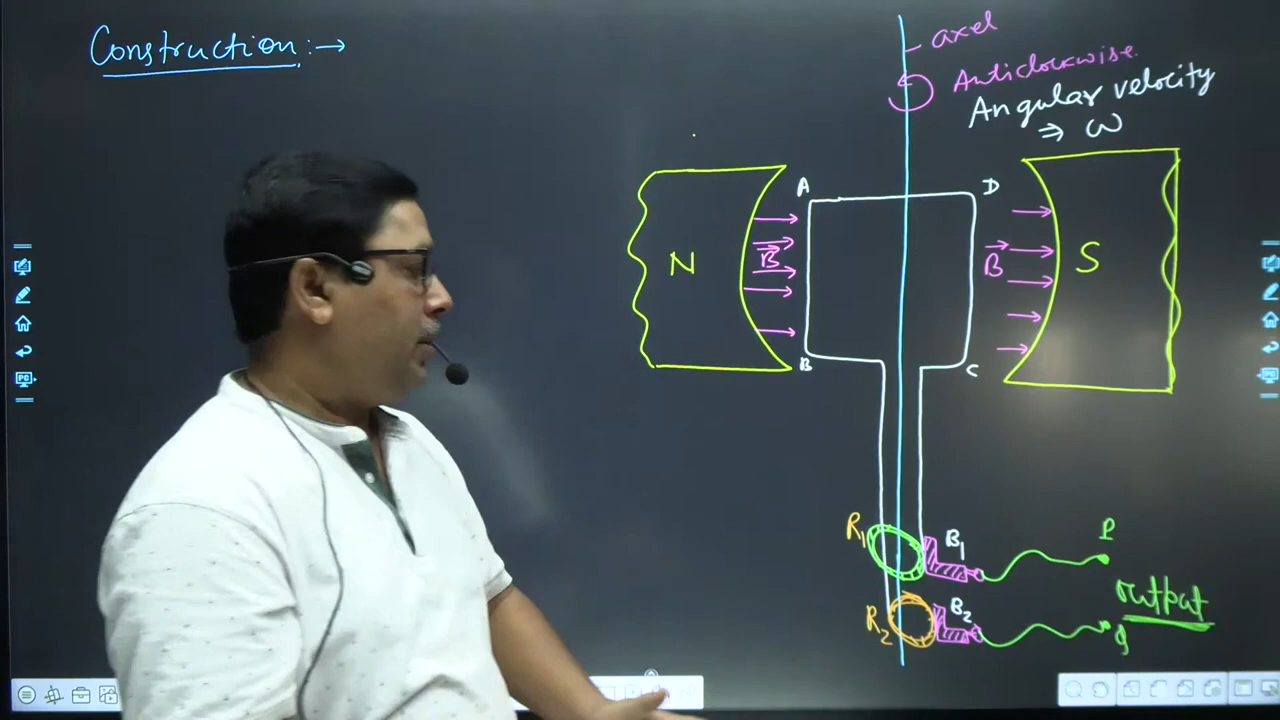 Construction :→
axel
Anticlockwise
Angular velocity
⇒ ω
A
D
N
B
B
S
B
C
R1
B1
P
output
R2
B2